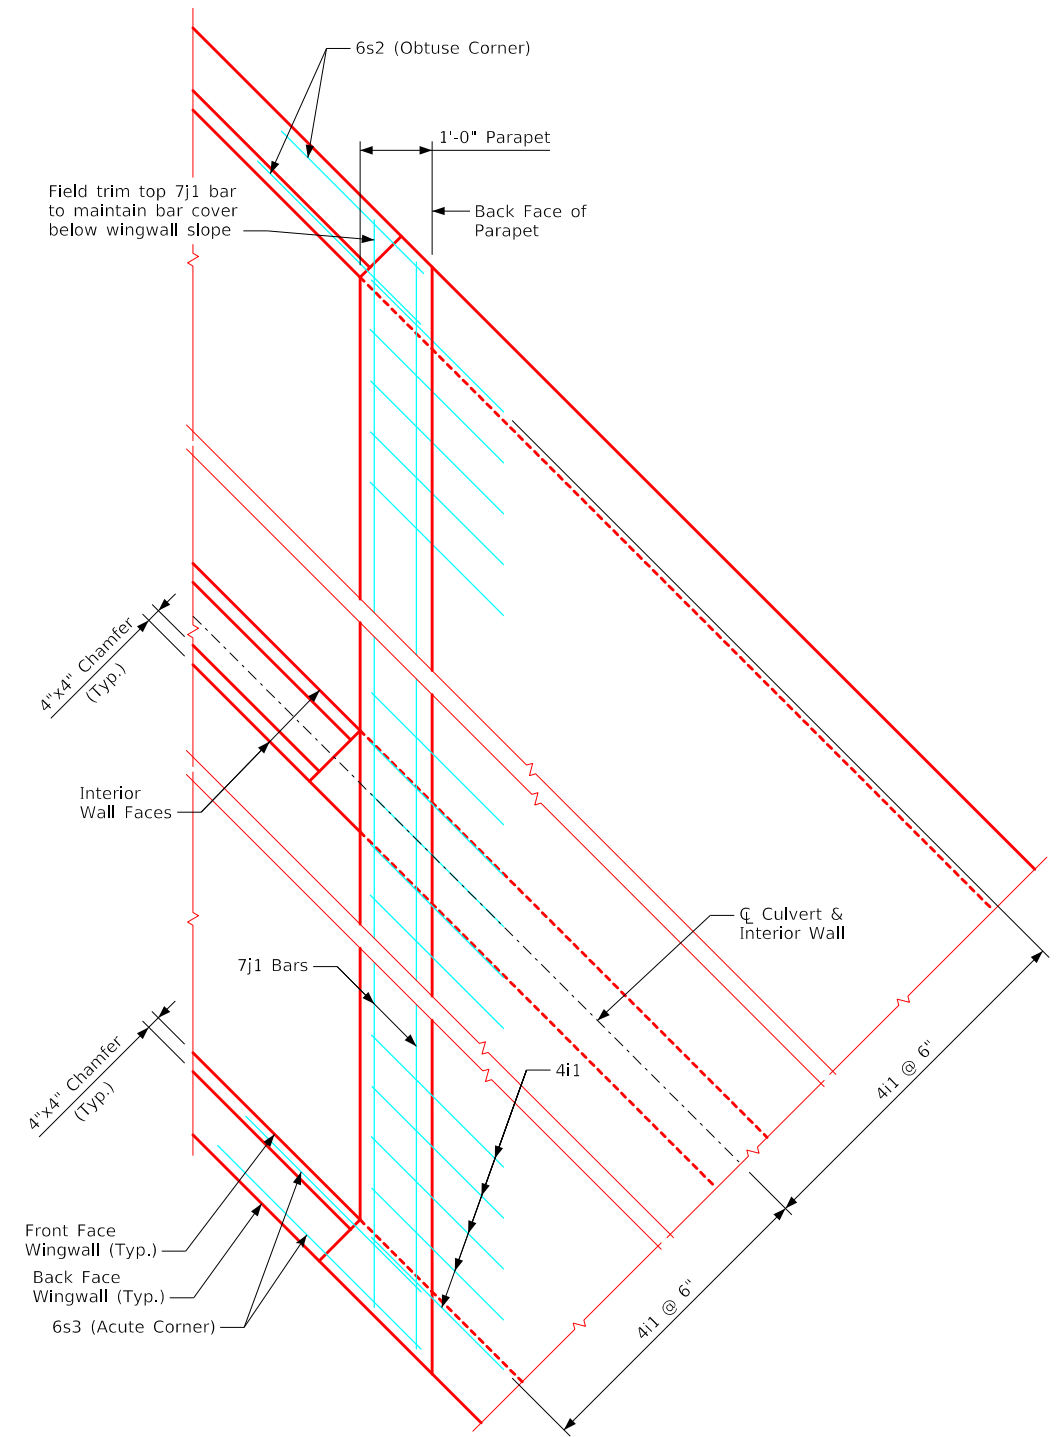 6s2 (Obtuse Corner)
1'-0" Parapet
Field trim top 7j1 bar
to maintain bar cover
below wingwall slope
Back Face of
Parapet
4"x4" Chamfer
(Typ.)
Interior
Wall Faces
℄ Culvert &
Interior Wall
7j1 Bars
4"x4" Chamfer
(Typ.)
4i1
4i1 @ 6"
Front Face
Wingwall (Typ.)
Back Face
Wingwall (Typ.)
6s3 (Acute Corner)
4i1 @ 6"